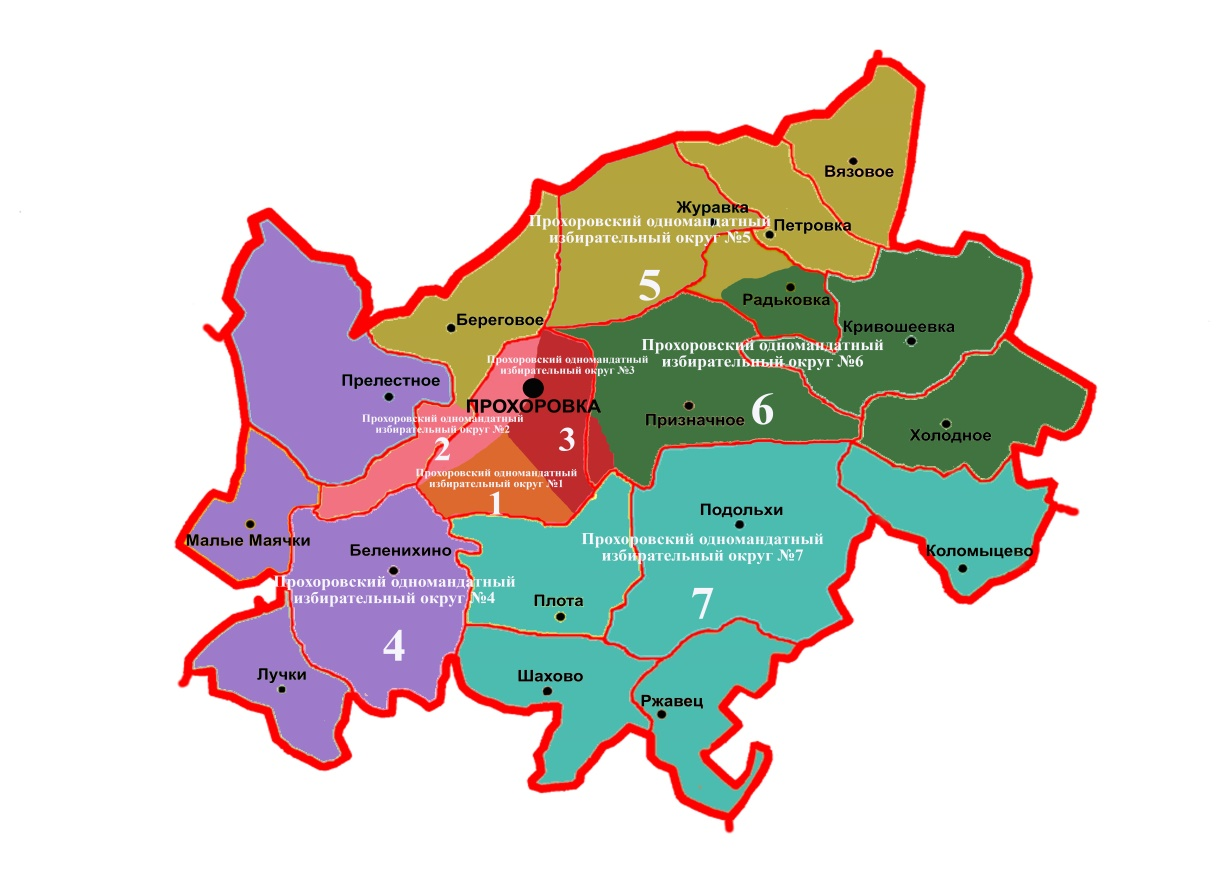 Вязовое
Журавка
Прохоровский одномандатный
избирательный округ №5
Петровка
5
Радьковка
Береговое
Кривошеевка
Прохоровский одномандатный
избирательный округ №6
Прохоровский одномандатный
избирательный округ №3
Прелестное
ПРОХОРОВКА
6
Призначное
Холодное
Прохоровский одномандатный
избирательный округ №2
2
3
Прохоровский одномандатный
избирательный округ №1
1
Подольхи
Малые Маячки
Беленихино
Прохоровский одномандатный
избирательный округ №7
Коломыцево
Прохоровский одномандатный
избирательный округ №4
Плота
7
4
Лучки
Шахово
Ржавец